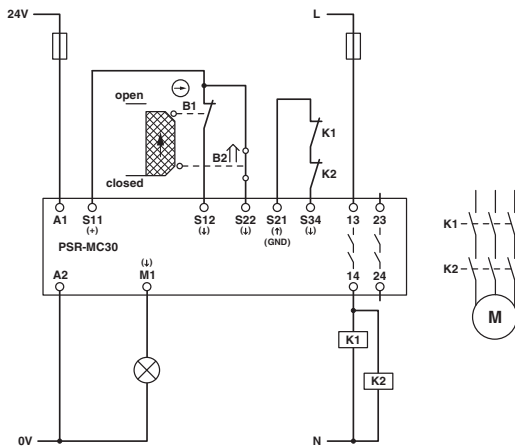 24V
L
open
B1
B2
closed
K1
K2
A1
S11
(+)
S12
(↓)
S22
(↓)
S21
(↑)
(GND)
S34
(↓)
13
23
PSR-MC30
A2
(↓)
M1
14
24
K1
K2
M
K1
K2
0V
N